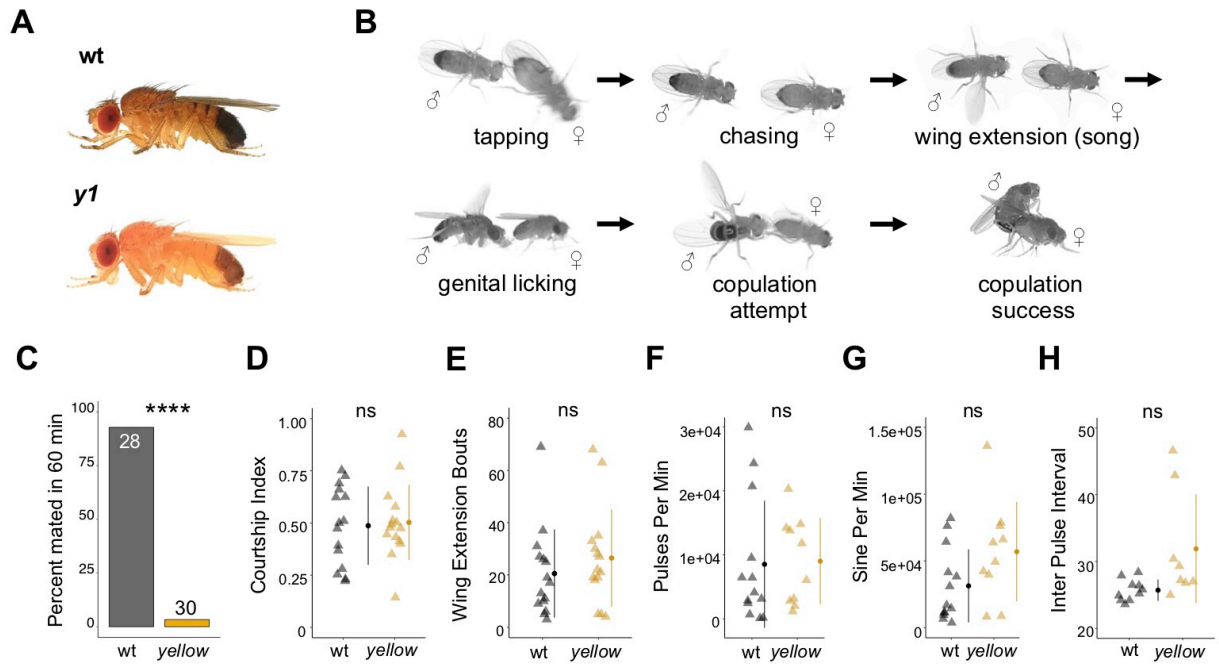 A
wt
y1
B
♂ ♀
tapping
♂ ♀
chasing
♂ ♀
wing extension (song)
♂ ♀
genital licking
♂ ♀
copulation
attempt
♂ ♀
copulation
success
C
Percent mated in 60 min
100
75
50
25
0
****
28
30
wt yellow
D
Courtship Index
1.00
0.75
0.50
0.25
0
ns
wt yellow
E
Wing Extension Bouts
80
60
40
20
0
ns
wt yellow
F
Pulses Per Min
3e+04
2e+04
1e+04
0
ns
wt yellow
G
Sine Per Min
1.5e+05
1e+05
5e+04
0
ns
wt yellow
H
Inter Pulse Interval
50
40
30
20
ns
wt yellow